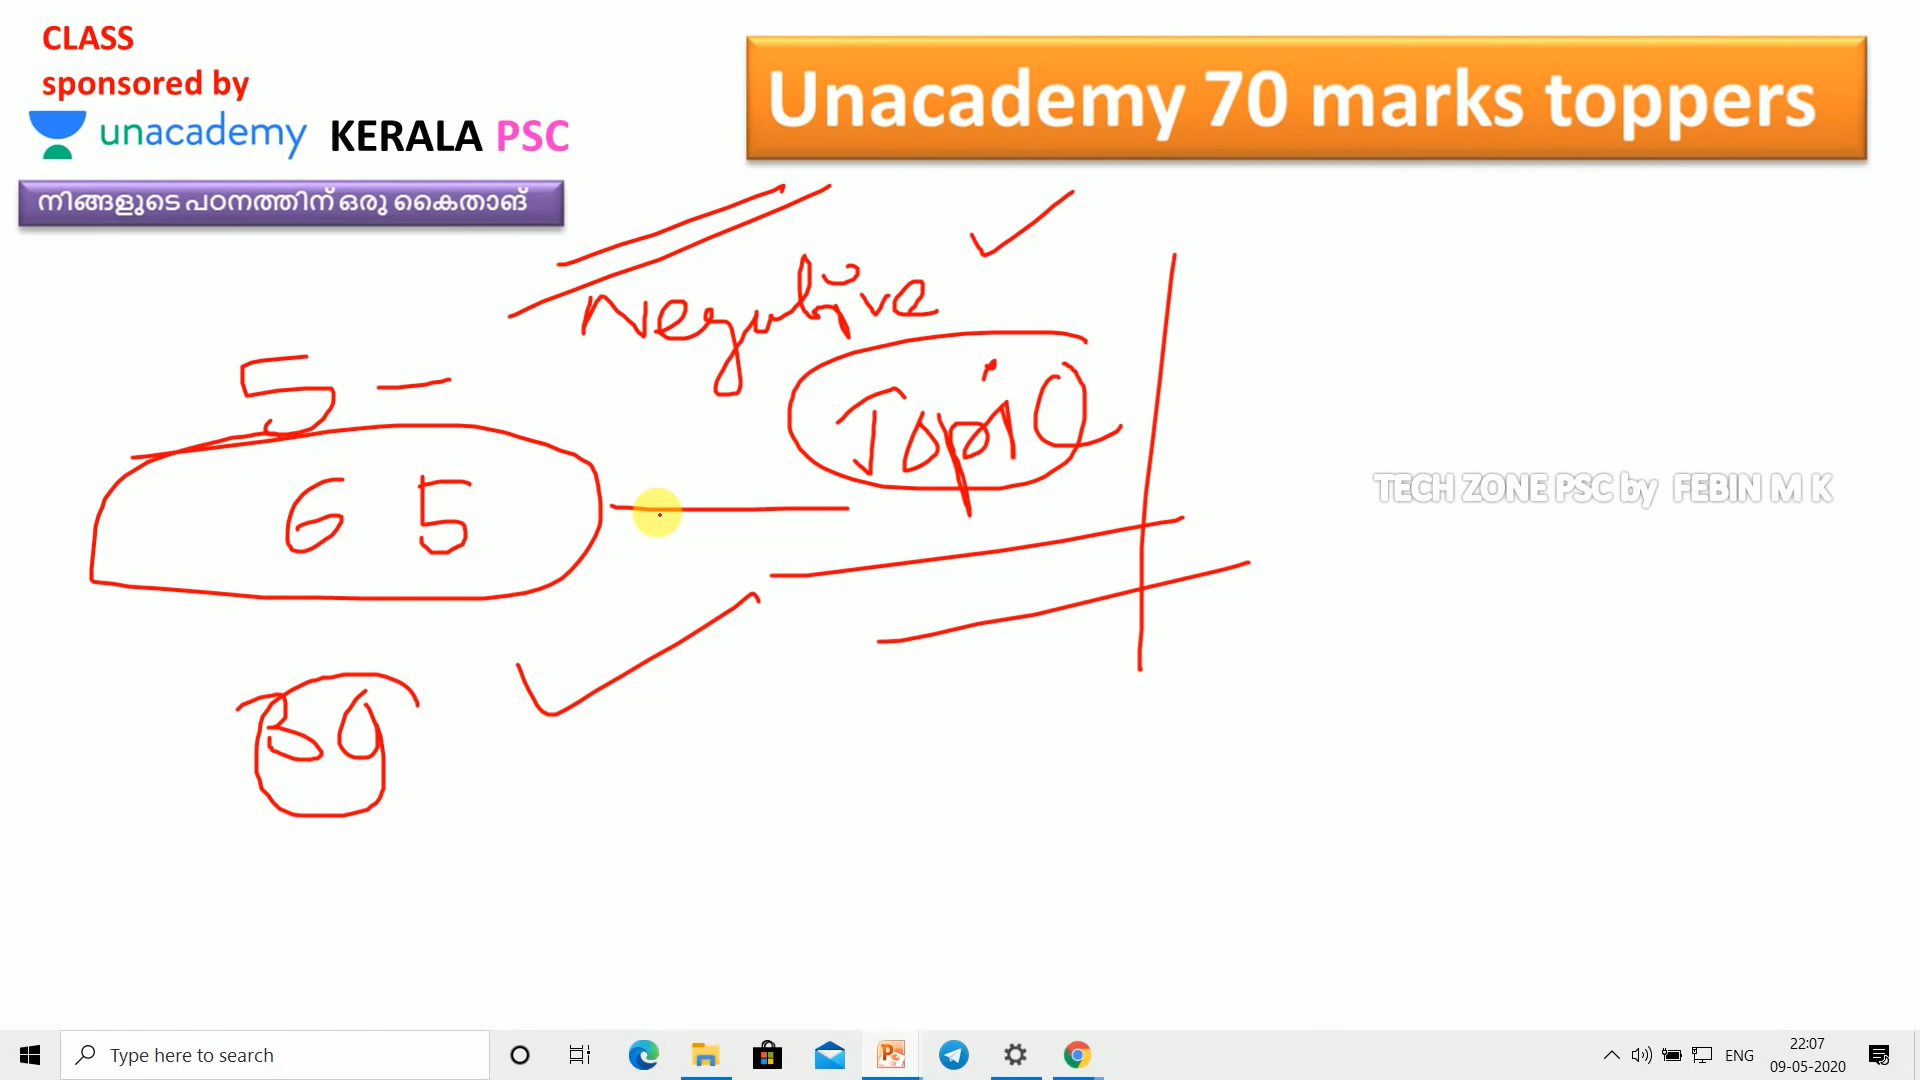 CLASS
sponsored by
unacademy KERALA PSC
Unacademy 70 marks toppers
നിങ്ങളുടെ പഠനത്തിന് ഒരു കൈതാങ്
Negative
5 -
Topic
65
TECH ZONE PSC by FEBIN M K
30
Type here to search
ENG
22:07
09-05-2020